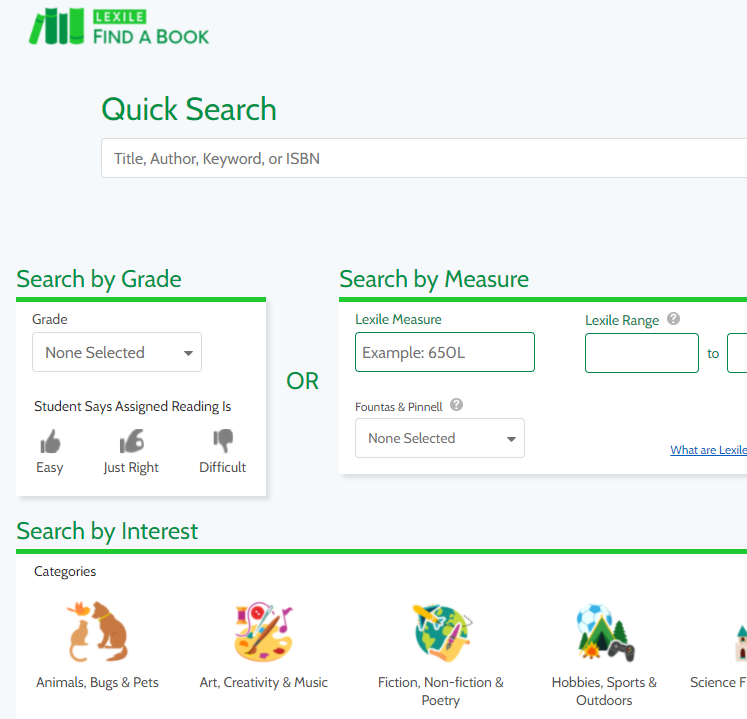 LEXILE
FIND A BOOK
Quick Search
Title, Author, Keyword, or ISBN
Search by Grade
Grade
None Selected
Student Says Assigned Reading Is
Easy
Just Right
Difficult
OR
Search by Measure
Lexile Measure
Example: 650L
Lexile Range
?
to
Fountas & Pinnell
?
None Selected
What are Lexile
Search by Interest
Categories
Animals, Bugs & Pets
Art, Creativity & Music
Fiction, Non-fiction &
Poetry
Hobbies, Sports &
Outdoors
Science F